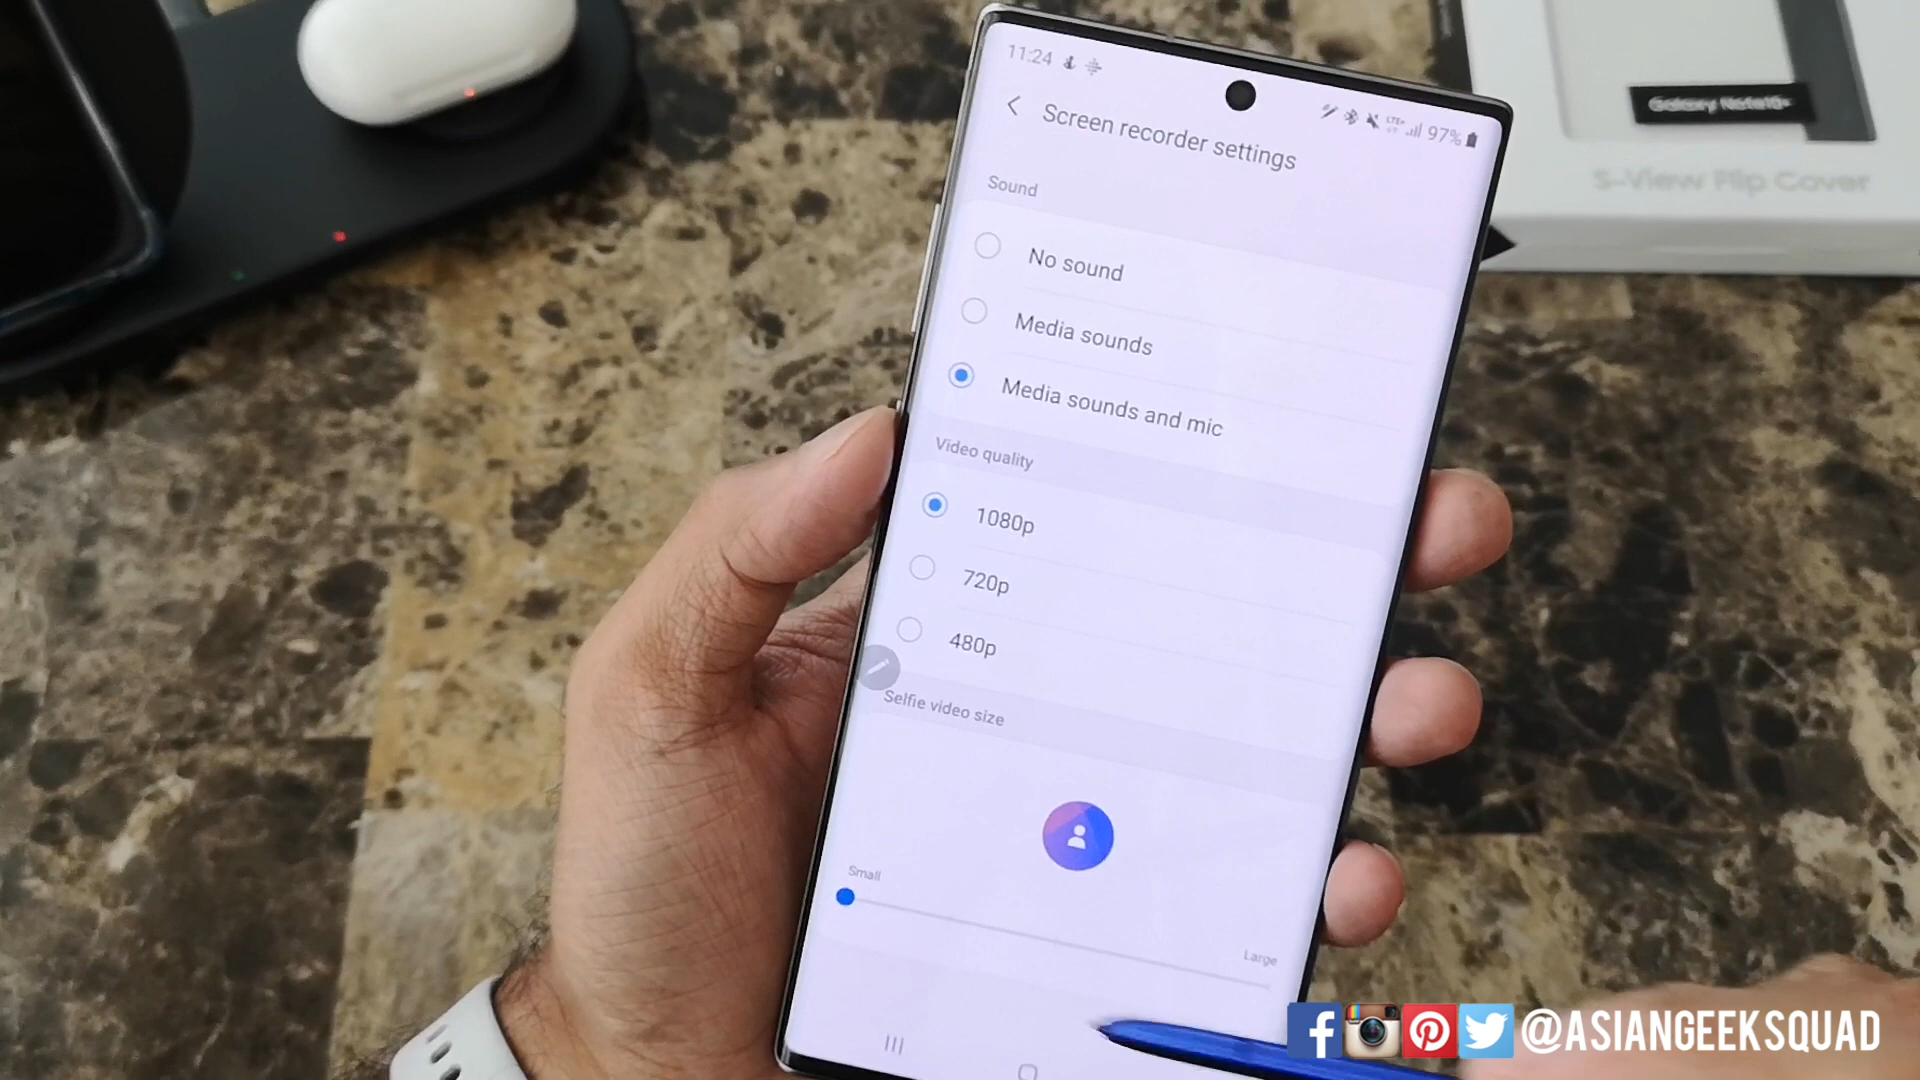 11:24
LTE+ 97%
Screen recorder settings
Sound
No sound
Media sounds
Media sounds and mic
Video quality
1080p
720p
480p
Selfie video size
Small
Large
Galaxy Note10+
S-View Flip Cover
@ASIANGEEKSQUAD